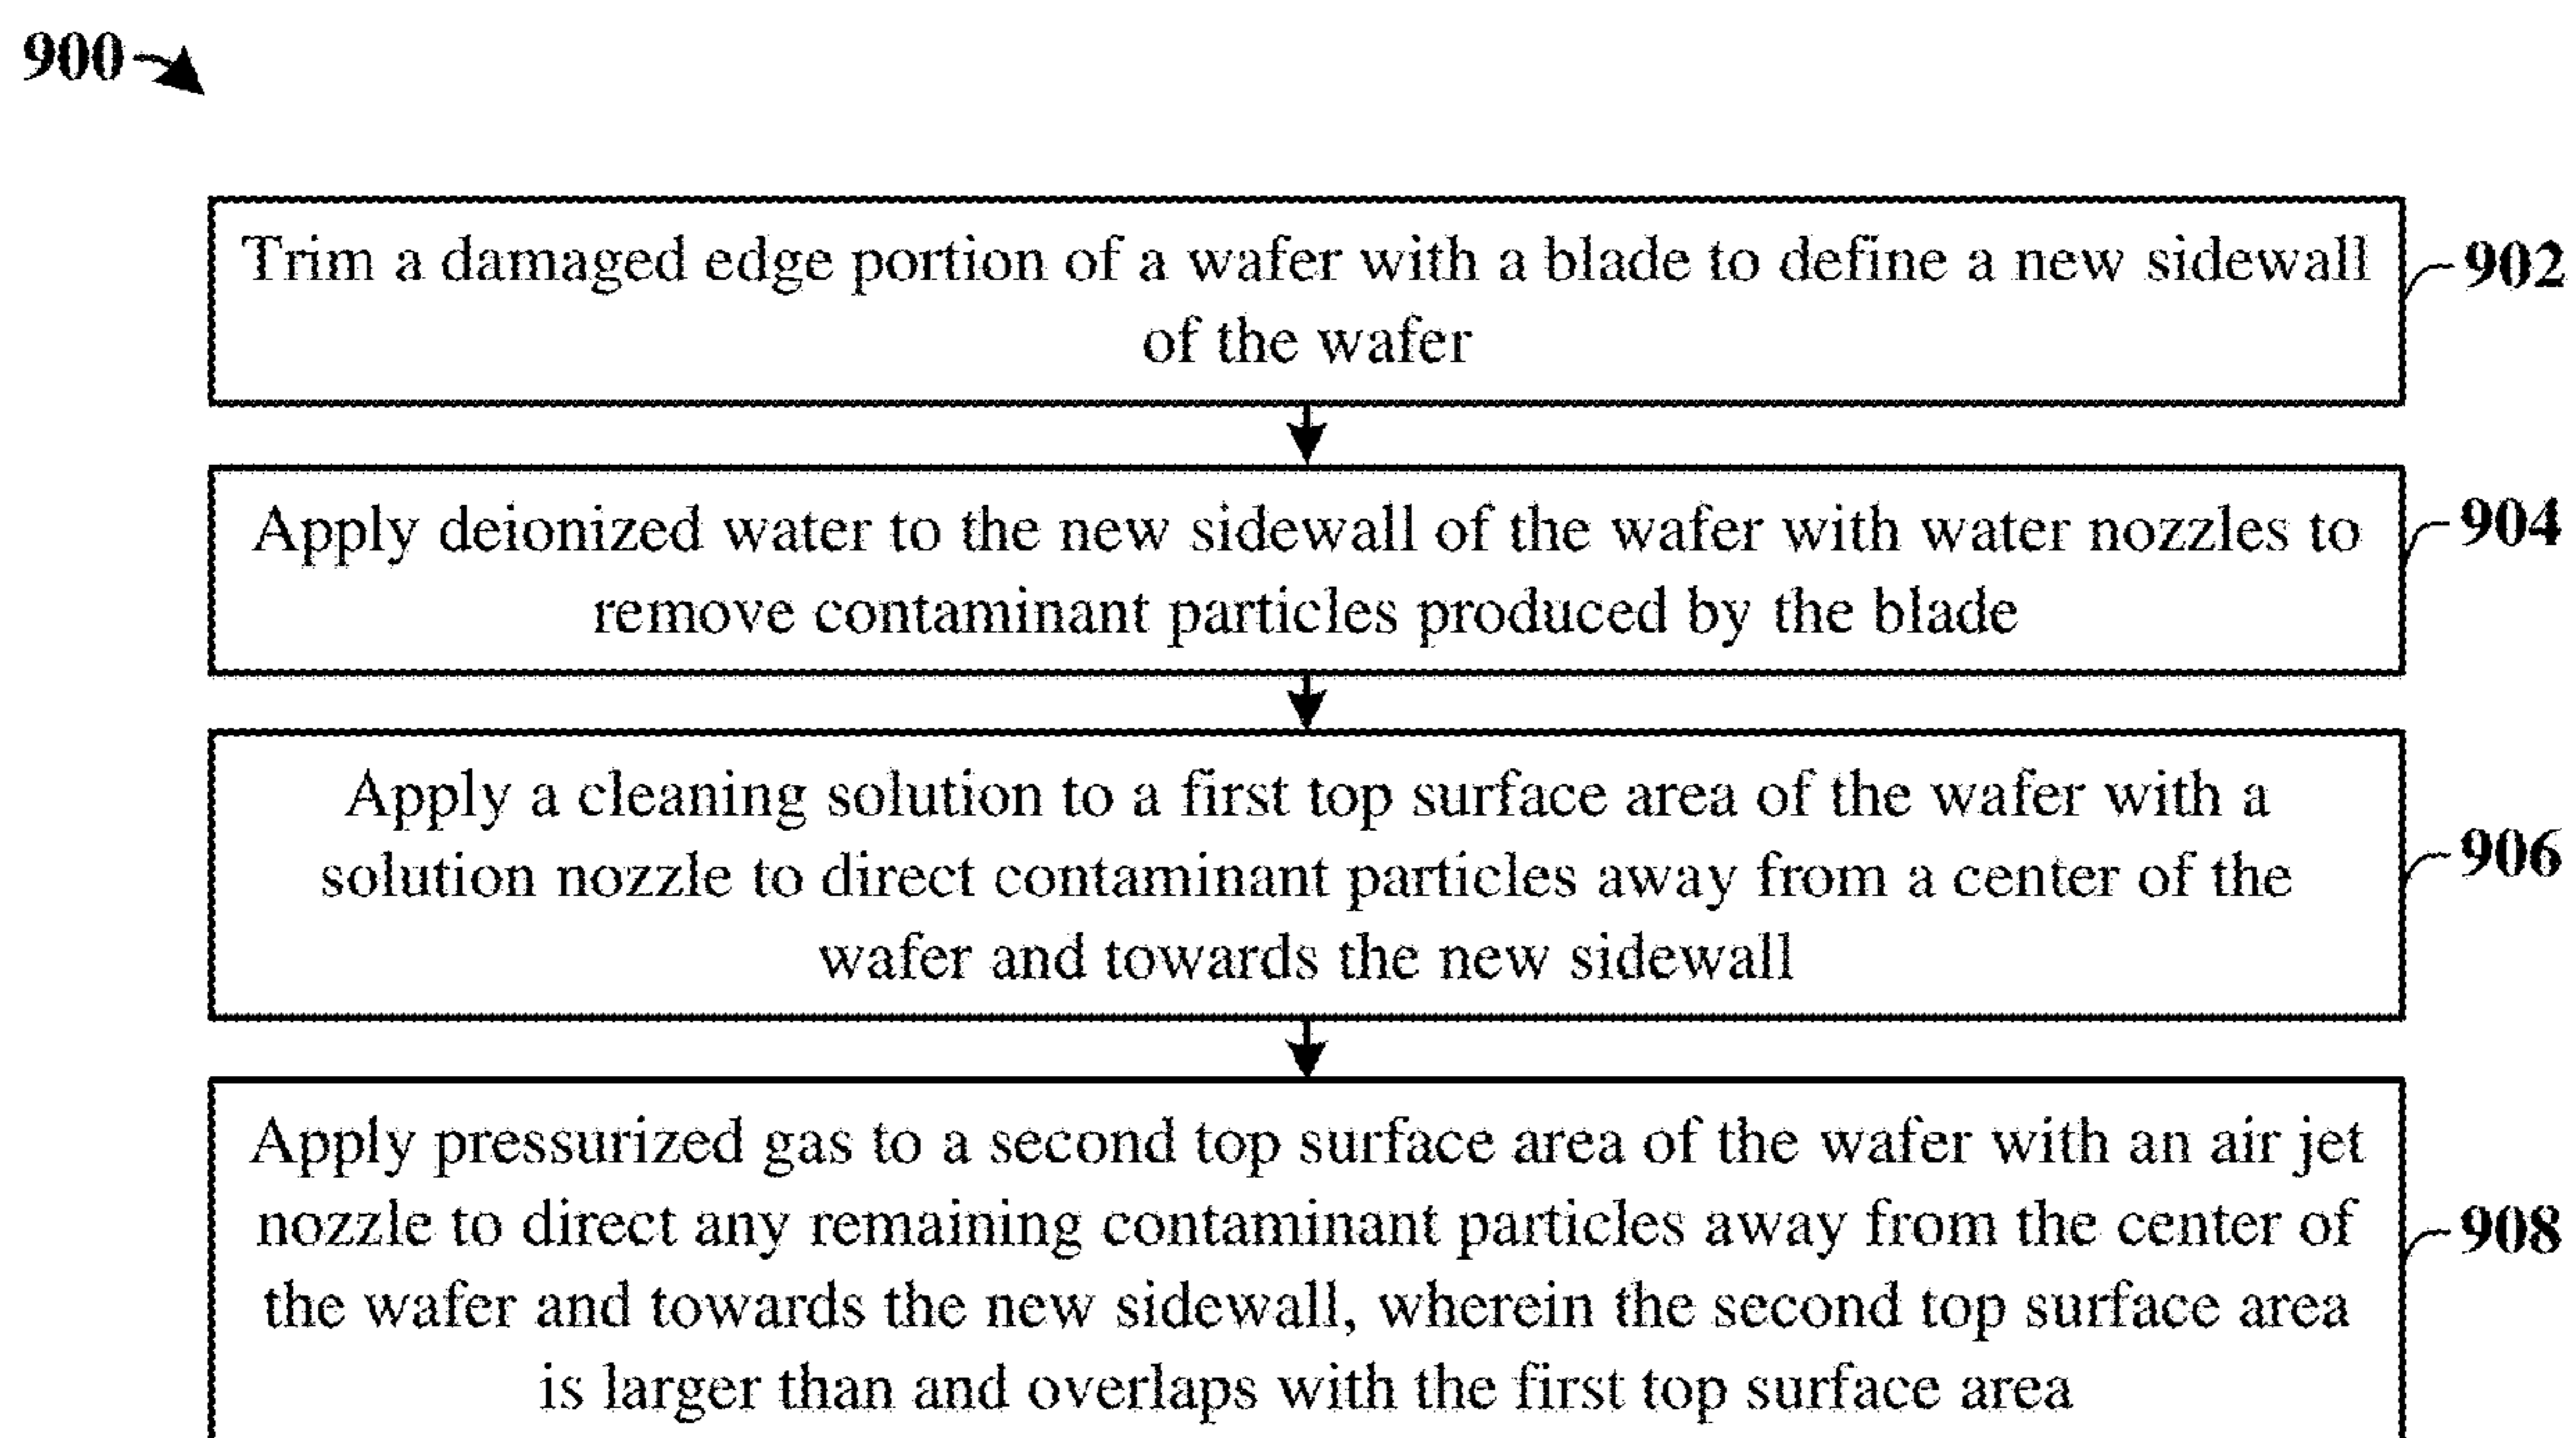 900
Trim a damaged edge portion of a wafer with a blade to define a new sidewall
of the wafer
902
Apply deionized water to the new sidewall of the wafer with water nozzles to
remove contaminant particles produced by the blade
904
Apply a cleaning solution to a first top surface area of the wafer with a
solution nozzle to direct contaminant particles away from a center of the
wafer and towards the new sidewall
906
Apply pressurized gas to a second top surface area of the wafer with an air jet
nozzle to direct any remaining contaminant particles away from the center of
the wafer and towards the new sidewall, wherein the second top surface area
is larger than and overlaps with the first top surface area
908